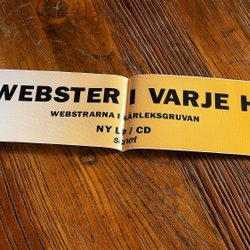 WEBSTER I VARJE H
WEBSTRARNA I KÄRLEKSGRUVAN
NY LP / CD
sonet